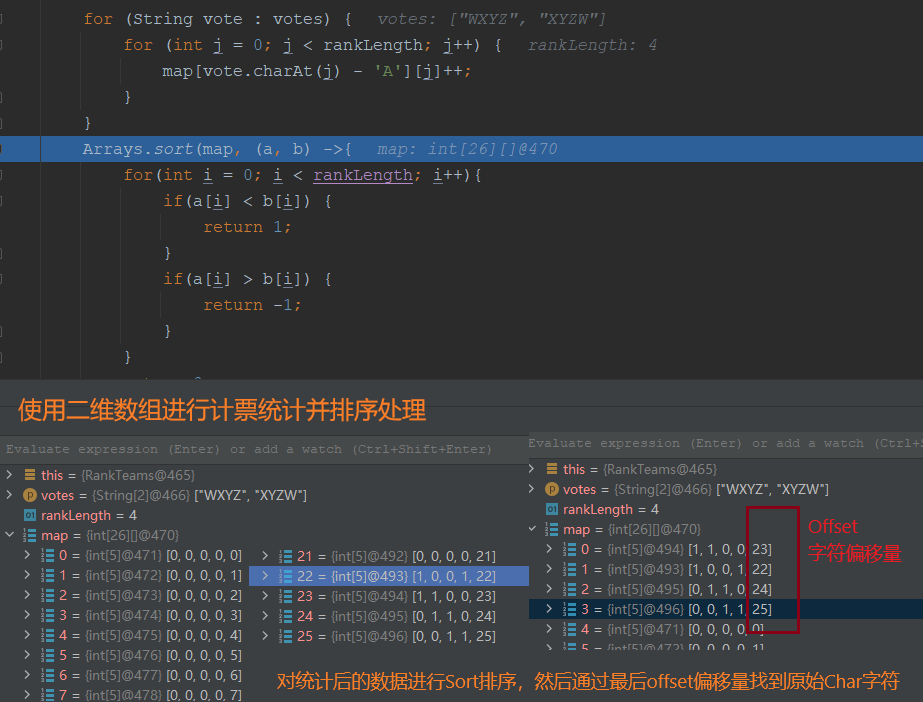 for (String vote : votes) {   votes: ["WXYZ", "XYZW"]
for (int j = 0; j < rankLength; j++) {   rankLength: 4
map[vote.charAt(j) - 'A'][j]++;
}
}
Arrays.sort(map, (a, b) ->{   map: int[26][]@470
for(int i = 0; i < rankLength; i++){
if(a[i] < b[i]) {
return 1;
}
if(a[i] > b[i]) {
return -1;
}
}
使用二维数组进行计票统计并排序处理
Evaluate expression (Enter) or add a watch (Ctrl+Shift+Enter)
this = {RankTeams@465}
votes = {String[2]@466} ["WXYZ", "XYZW"]
rankLength = 4
map = {int[26][]@470}
0 = {int[5]@471} [0, 0, 0, 0, 0]
1 = {int[5]@472} [0, 0, 0, 0, 1]
2 = {int[5]@473} [0, 0, 0, 0, 2]
3 = {int[5]@474} [0, 0, 0, 0, 3]
4 = {int[5]@475} [0, 0, 0, 0, 4]
5 = {int[5]@476} [0, 0, 0, 0, 5]
6 = {int[5]@477} [0, 0, 0, 0, 6]
7 = {int[5]@478} [0, 0, 0, 0, 7]
21 = {int[5]@492} [0, 0, 0, 0, 21]
22 = {int[5]@493} [1, 0, 0, 1, 22]
23 = {int[5]@494} [1, 1, 0, 0, 23]
24 = {int[5]@495} [0, 1, 1, 0, 24]
25 = {int[5]@496} [0, 0, 1, 1, 25]
Evaluate expression (Enter) or add a watch (Ctrl+S
this = {RankTeams@465}
votes = {String[2]@466} ["WXYZ", "XYZW"]
rankLength = 4
map = {int[26][]@470}
0 = {int[5]@494} [1, 1, 0, 0, 23]
1 = {int[5]@493} [1, 0, 0, 1, 22]
2 = {int[5]@495} [0, 1, 1, 0, 24]
3 = {int[5]@496} [0, 0, 1, 1, 25]
4 = {int[5]@471} [0, 0, 0, 0, 0]
5 = {int[5]@472} [0, 0, 0, 0, 1]
Offset
字符偏移量
对统计后的数据进行Sort排序，然后通过最后offset偏移量找到原始Char字符